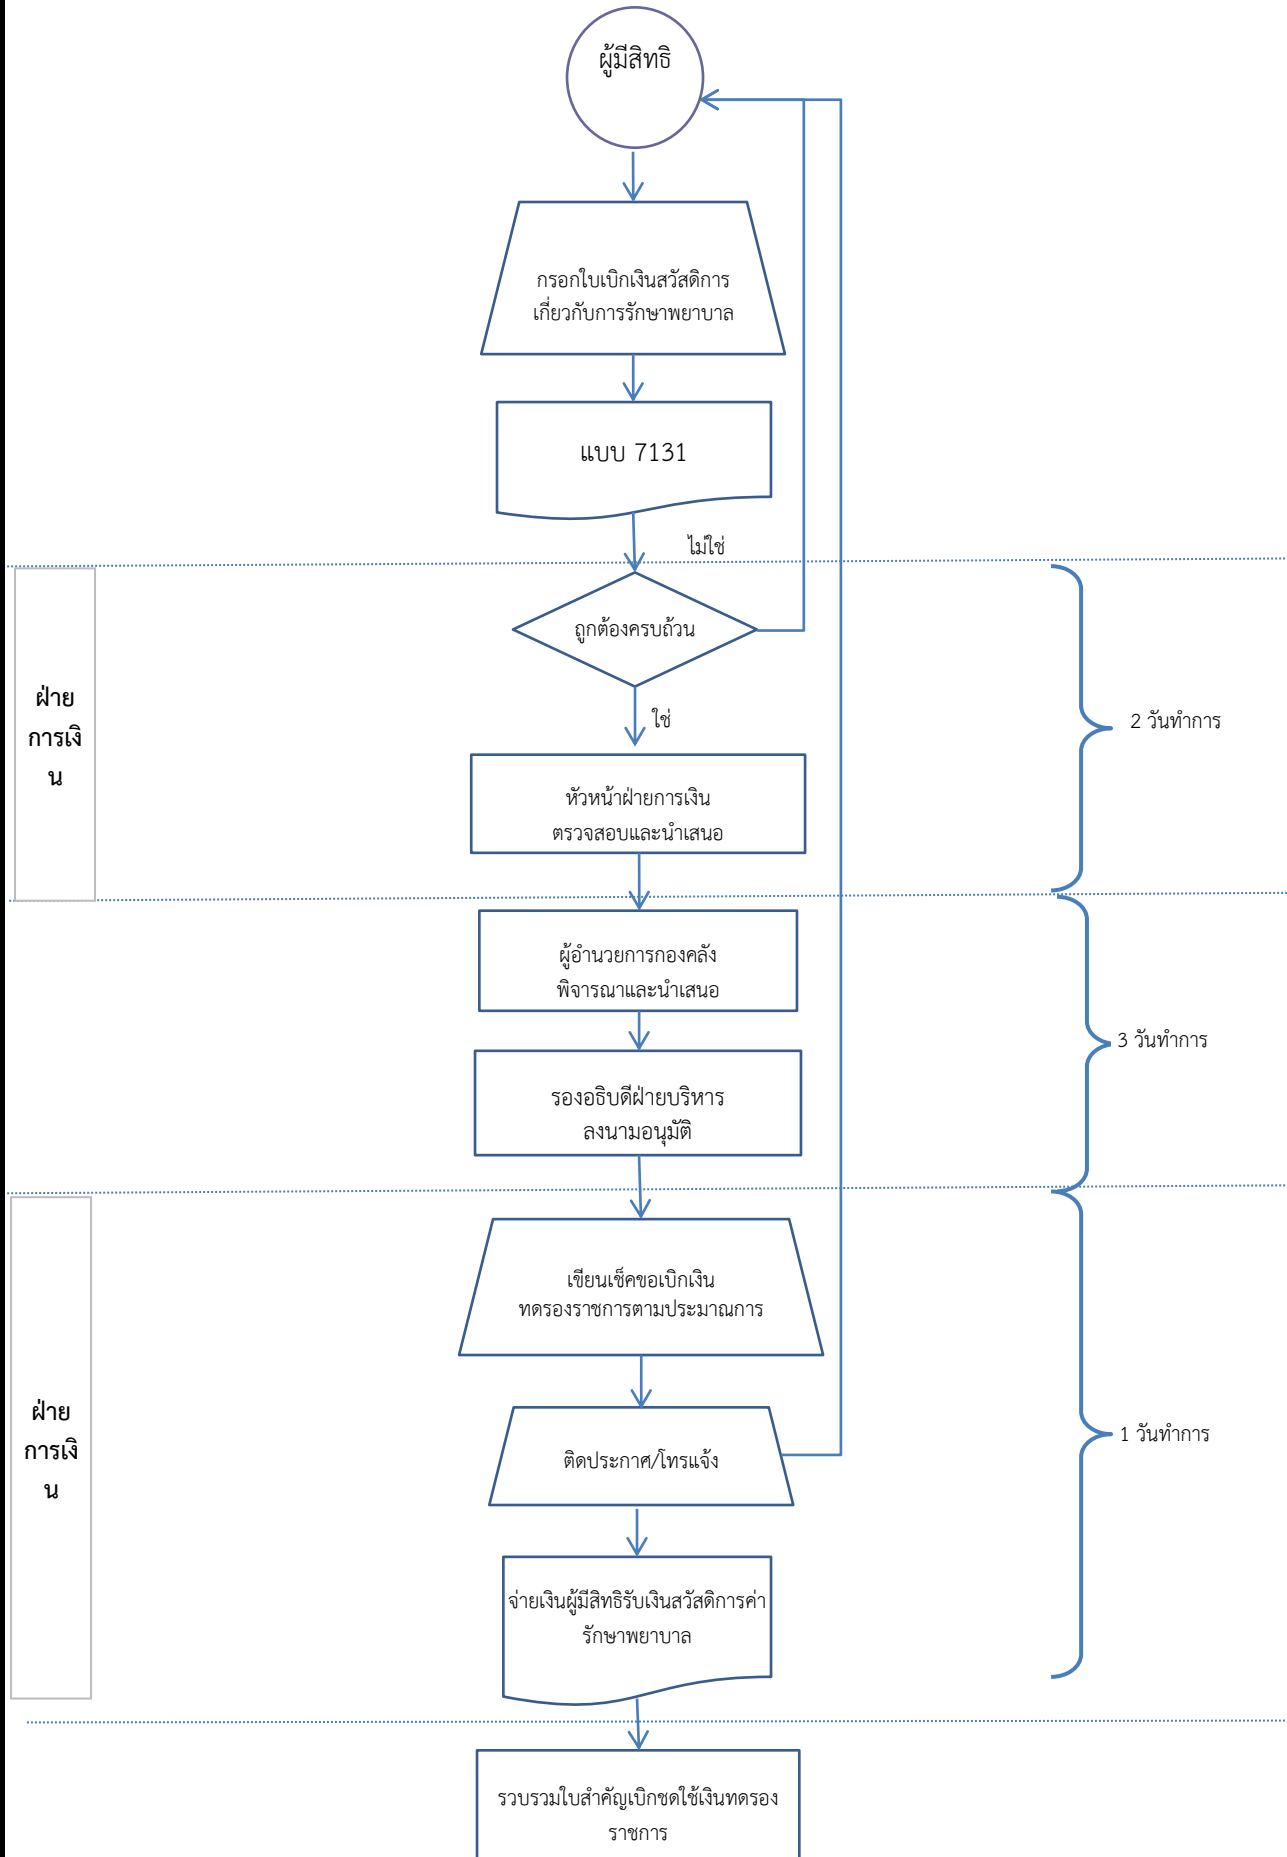 ผู้มีสิทธิ
กรอกใบเบิกเงินสวัสดิการ
เกี่ยวกับการรักษาพยาบาล
แบบ 7131
ไม่ใช่
ถูกต้องครบถ้วน
ใช่
ฝ่าย
การเงิ
น
2 วันทำการ
หัวหน้าฝ่ายการเงิน
ตรวจสอบและนำเสนอ
ผู้อำนวยการกองคลัง
พิจารณาและนำเสนอ
3 วันทำการ
รองอธิบดีฝ่ายบริหาร
ลงนามอนุมัติ
เขียนเช็คขอเบิกเงิน
ทดรองราชการตามประมาณการ
ฝ่าย
การเงิ
น
1 วันทำการ
ติดประกาศ/โทรแจ้ง
จ่ายเงินผู้มีสิทธิรับเงินสวัสดิการค่า
รักษาพยาบาล
รวบรวมใบสำคัญเบิกชดใช้เงินทดรอง
ราชการ